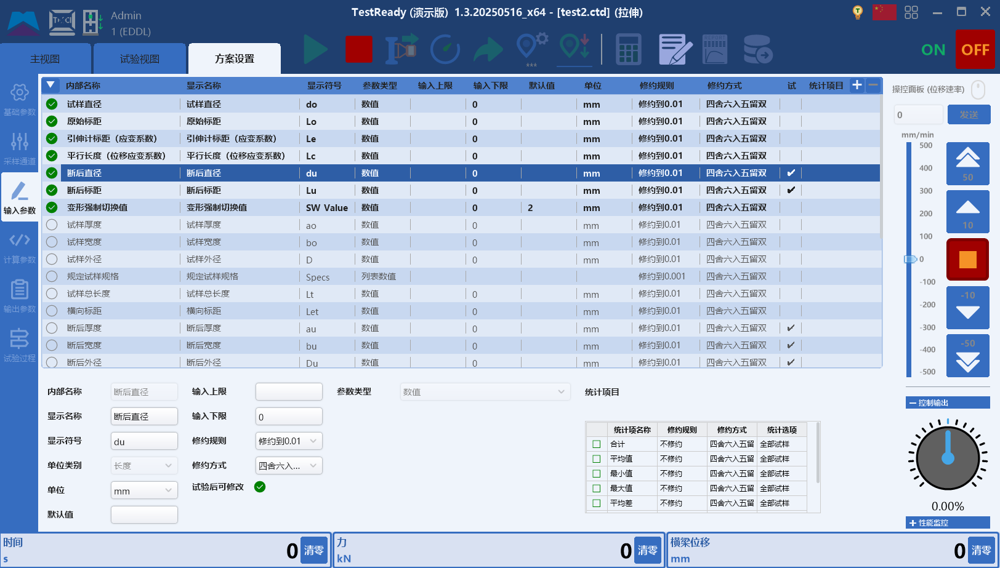 TestReady (演示版)  1.3.20250516_x64 - [test2.ctd] (拉伸)
Admin
1 (EDDL)
主视图
试验视图
方案设置
***
REPORT
ON
OFF
基础参数
采样通道
输入参数
计算参数
输出参数
试验过程
内部名称 显示名称 显示符号 参数类型 输入上限 输入下限 默认值 单位 修约规则 修约方式 试 统计项目
试样直径 试样直径 do 数值 0 mm 修约到0.01 四舍六入五留双
原始标距 原始标距 Lo 数值 0 mm 修约到0.01 四舍六入五留双
引伸计标距（应变系数） 引伸计标距（应变系数） Le 数值 0 mm 修约到0.01 四舍六入五留双
平行长度（位移应变系数） 平行长度（位移应变系数） Lc 数值 0 mm 修约到0.01 四舍六入五留双
断后直径 断后直径 du 数值 0 mm 修约到0.01 四舍六入五留双 ✔
断后标距 断后标距 Lu 数值 0 mm 修约到0.01 四舍六入五留双 ✔
变形强制切换值 变形强制切换值 SW_Value 数值 0 2 mm 修约到0.01 四舍六入五留双
试样厚度 试样厚度 ao 数值 0 mm 修约到0.01 四舍六入五留双
试样宽度 试样宽度 bo 数值 0 mm 修约到0.01 四舍六入五留双
试样外径 试样外径 D 数值 0 mm 修约到0.01 四舍六入五留双
规定试样规格 规定试样规格 Specs 列表数值 修约到0.001 四舍六入五留双
试样总长度 试样总长度 Lt 数值 0 mm 修约到0.01 四舍六入五留双
横向标距 横向标距 Let 数值 0 mm 修约到0.01 四舍六入五留双
断后厚度 断后厚度 au 数值 0 mm 修约到0.01 四舍六入五留双 ✔
断后宽度 断后宽度 bu 数值 0 mm 修约到0.01 四舍六入五留双 ✔
断后外径 断后外径 Du 数值 0 mm 修约到0.01 四舍六入五留双 ✔
内部名称 断后直径 输入上限 参数类型 数值 统计项目
显示名称 断后直径 输入下限 0
显示符号 du 修约规则 修约到0.01
单位类别 长度 修约方式 四舍六入...
单位 mm 试验后可修改
默认值
统计项名称 修约规则 修约方式 统计选项
合计 不修约 四舍六入五留 全部试样
平均值 不修约 四舍六入五留 全部试样
最小值 不修约 四舍六入五留 全部试样
最大值 不修约 四舍六入五留 全部试样
平均差 不修约 四舍六入五留 全部试样
操控面板 (位移速率)
0 发送
mm/min
500
400
300
200
100
0
-100
-200
-300
-400
-500
50
10
-10
-50
控制输出
0.00%
性能监控
时间
s
0 清零
力
kN
0 清零
横梁位移
mm
0 清零